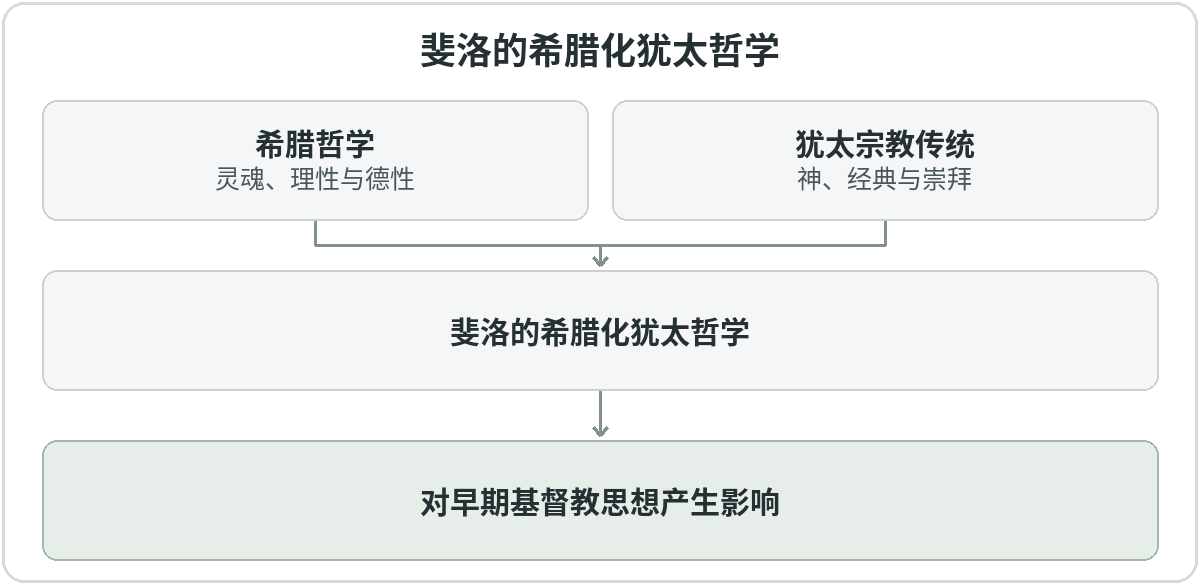 斐洛的希腊化犹太哲学
希腊哲学
灵魂、理性与德性
犹太宗教传统
神、经典与崇拜
斐洛的希腊化犹太哲学
对早期基督教思想产生影响